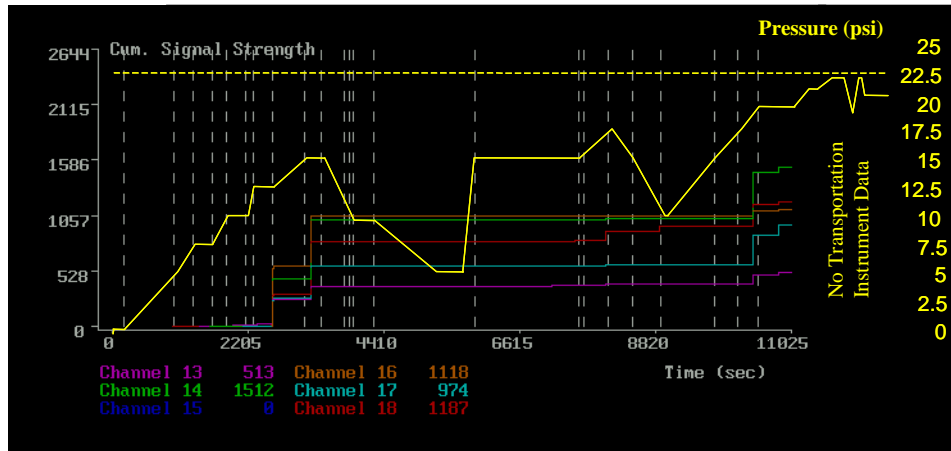 Pressure (psi)
Cum. Signal Strength
2644
2115
1586
1057
528
0
25
22.5
20
17.5
15
12.5
10
7.5
5
2.5
0
No Transportation
Instrument Data
0 2205 4410 6615 8820 11025
Time (sec)
Channel 13 513 Channel 16 1118
Channel 14 1512 Channel 17 974
Channel 15 0 Channel 18 1187